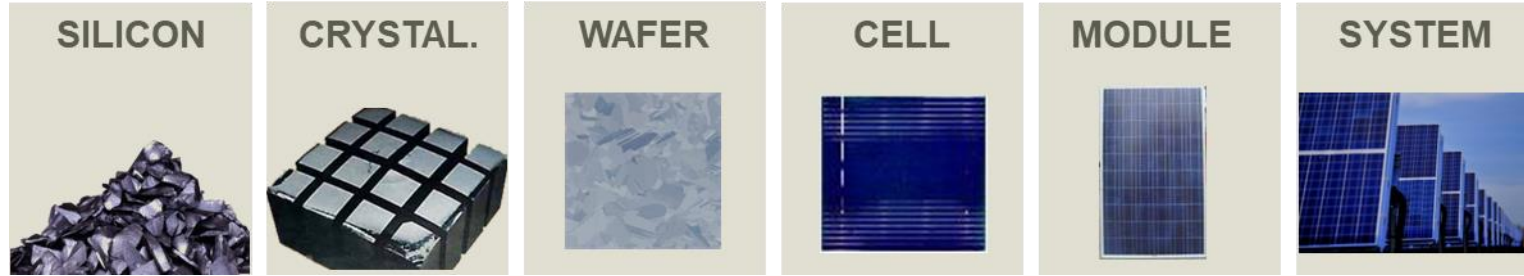 SILICON
CRYSTAL.
WAFER
CELL
MODULE
SYSTEM